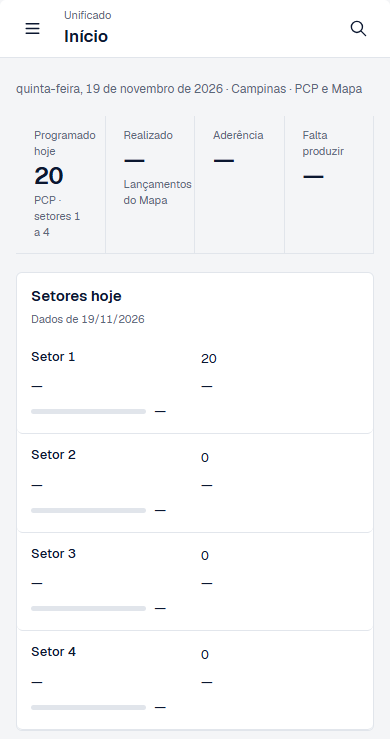 Unificado
Início
quinta-feira, 19 de novembro de 2026 · Campinas · PCP e Mapa
Programado
hoje
20
PCP ·
setores 1
a 4
Realizado
—
Lançamentos
do Mapa
Aderência
—
Falta
produzir
—
Setores hoje
Dados de 19/11/2026
Setor 1
20
—
—
—
Setor 2
0
—
—
—
Setor 3
0
—
—
—
Setor 4
0
—
—
—